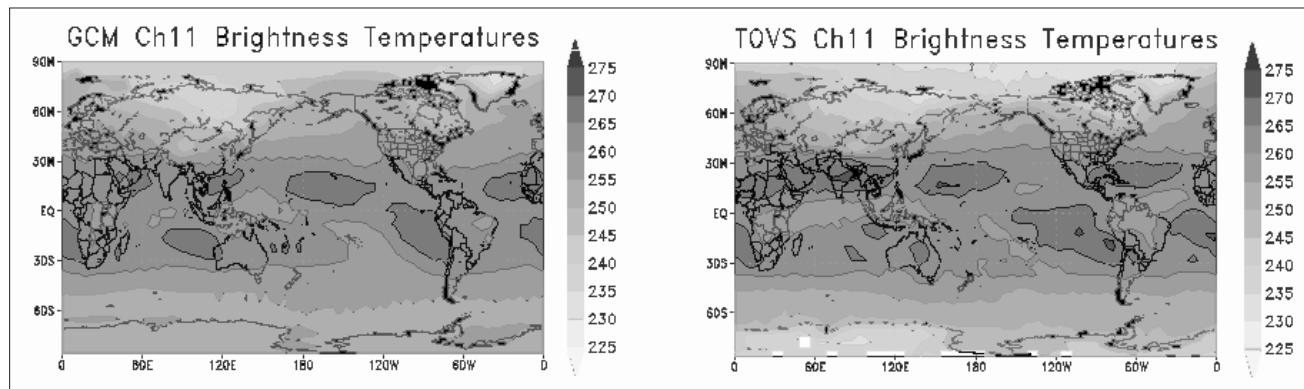 GCM Ch11 Brightness Temperatures
90N
60N
30N
EQ
30S
60S
0
60E
120E
180
120W
60W
0
275
270
265
260
255
250
245
240
235
230
225
TOVS Ch11 Brightness Temperatures
90N
60N
30N
EQ
30S
60S
0
60E
120E
180
120W
60W
0
275
270
265
260
255
250
245
240
235
230
225